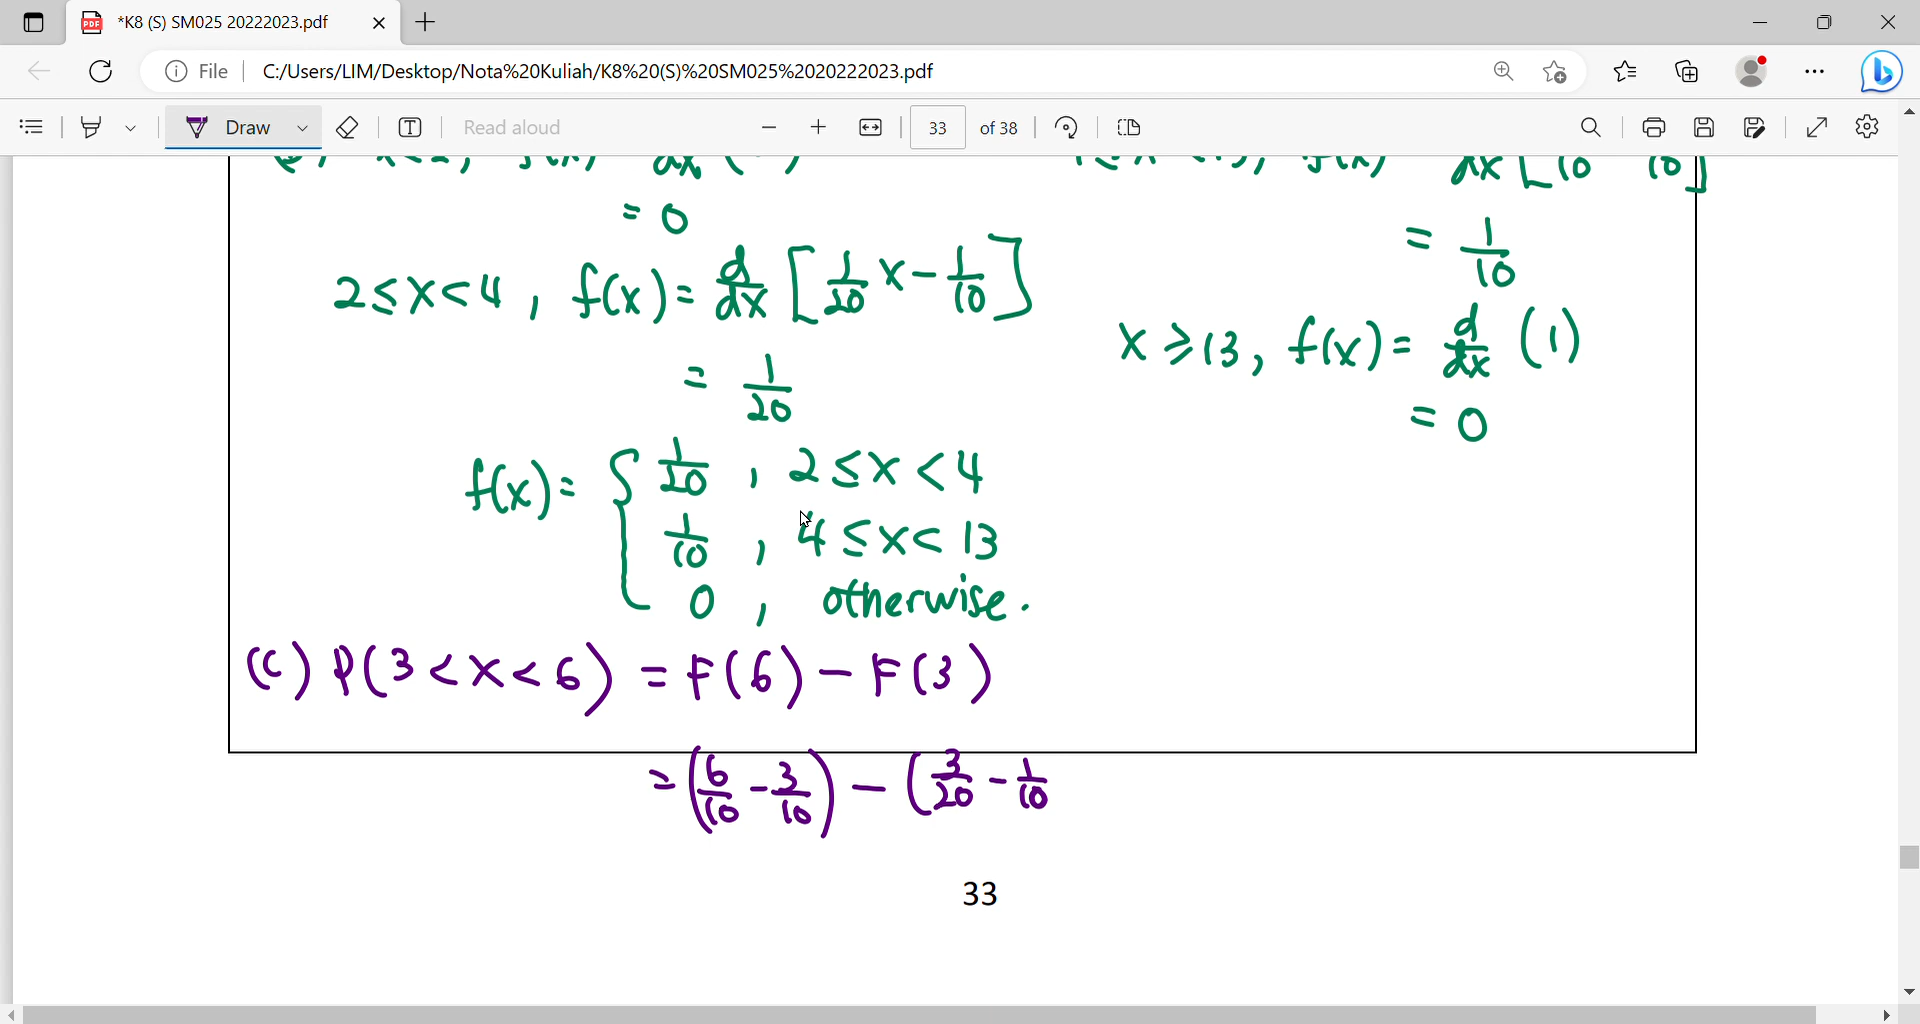 *K8 (S) SM025 20222023.pdf
File C:/Users/LIM/Desktop/Nota%20Kuliah/K8%20(S)%20SM025%2020222023.pdf
Draw Read aloud 33 of 38
= 0
2≤x<4, f(x)= d/dx [1/20 x - 1/10]
= 1/20
f(x)= { 1/20 , 2≤x<4
1/10 , 4≤x<13
0 , otherwise.
= 1/10
x≥13, f(x)= d/dx (1)
= 0
(c) P(3<x<6) = F(6) - F(3)
= (6/10 - 3/10) - (3/20 - 1/10
33